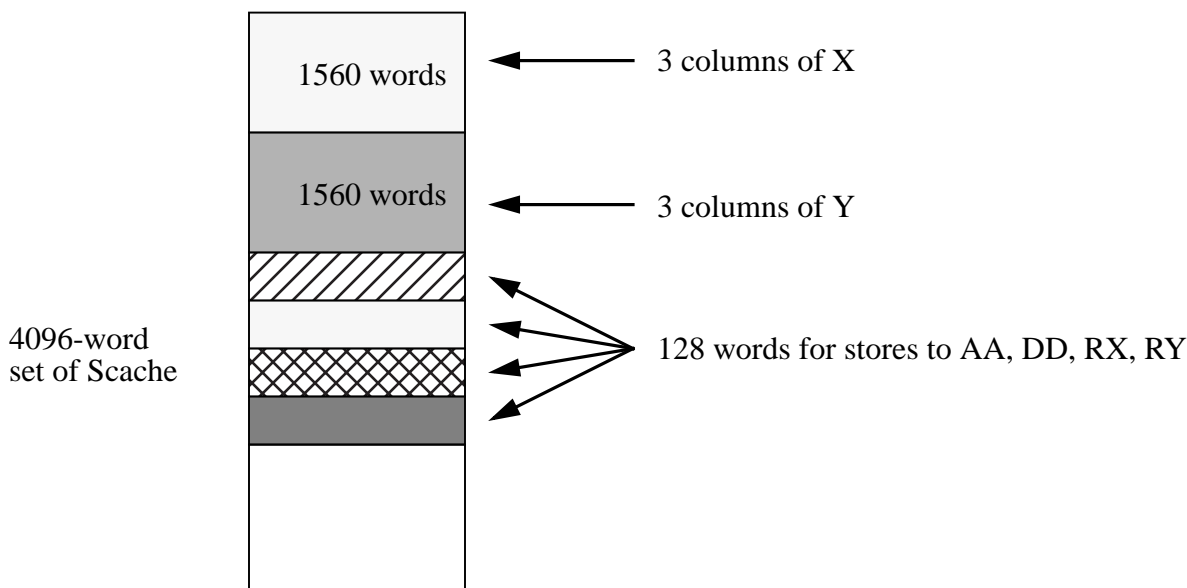 1560 words
3 columns of X
1560 words
3 columns of Y
4096-word
set of Scache
128 words for stores to AA, DD, RX, RY